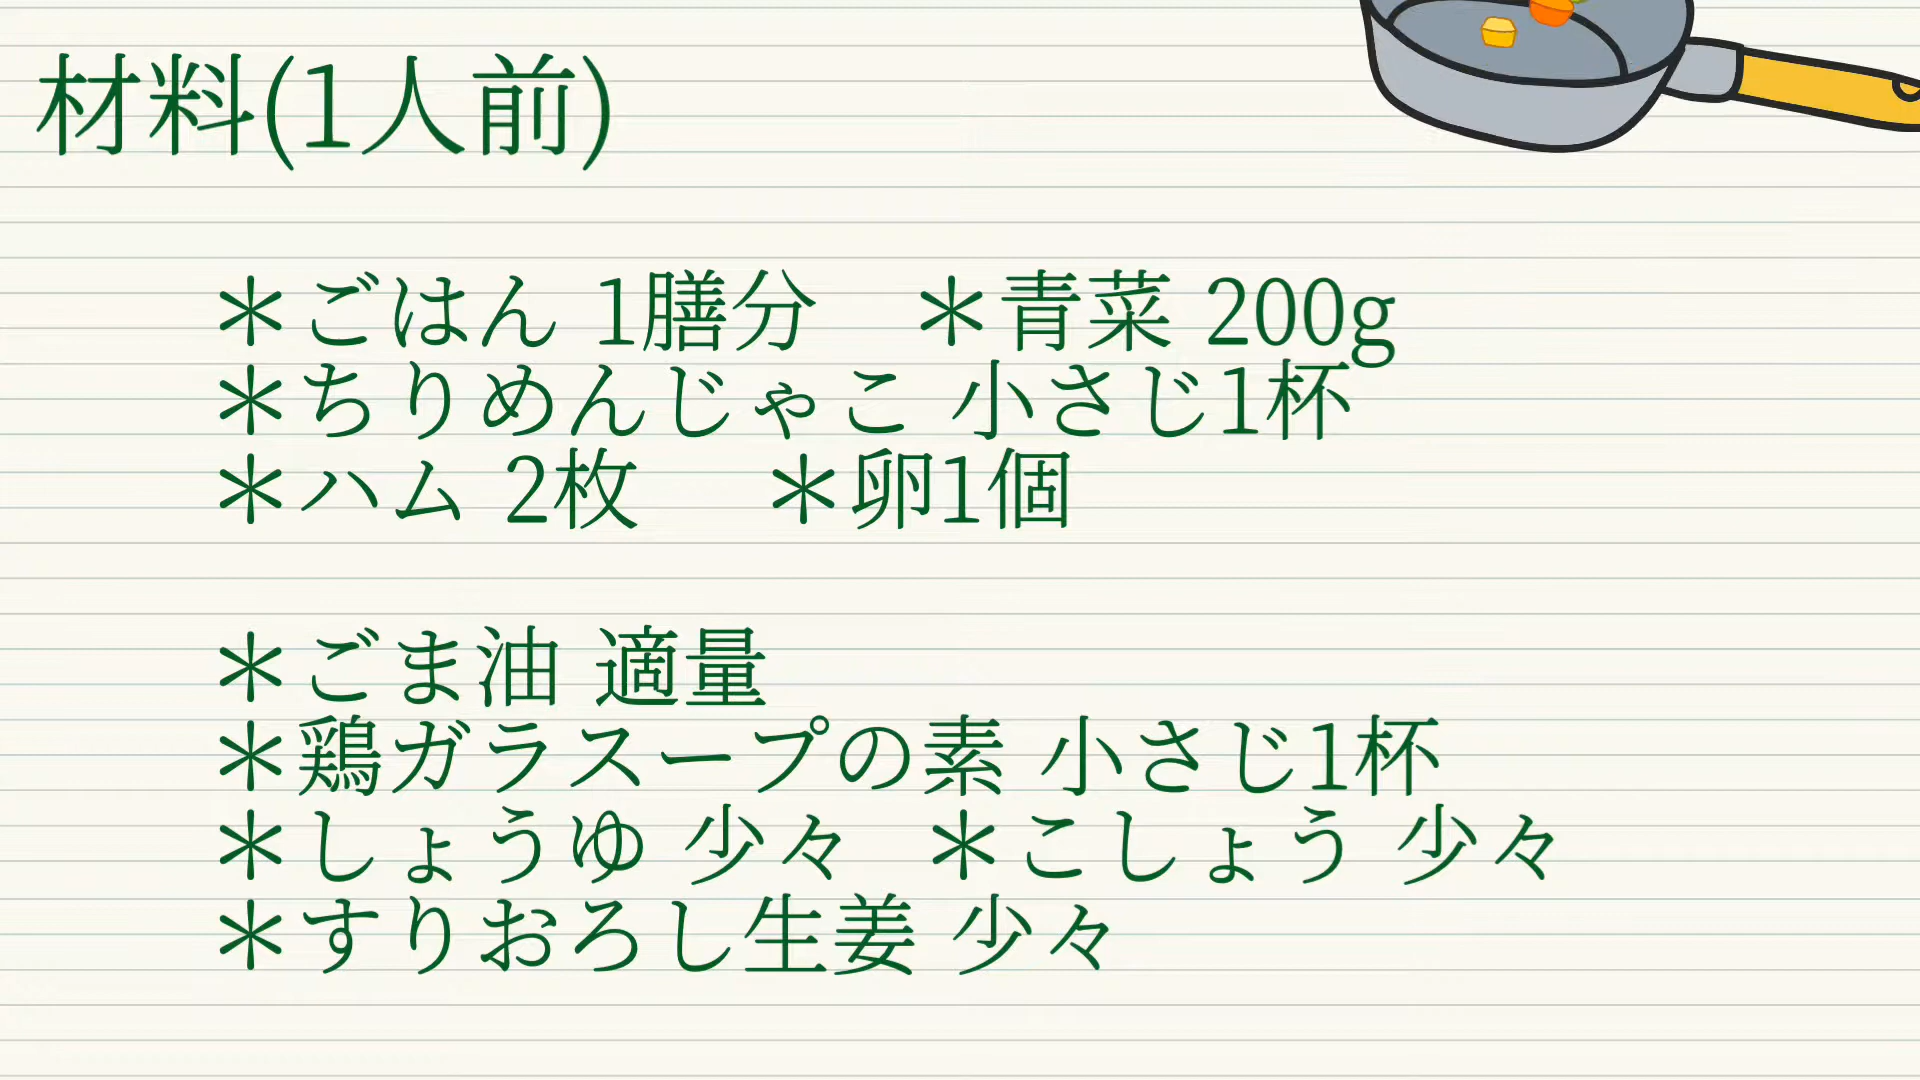 材料(1人前)
＊ごはん 1膳分　＊青菜 200g
＊ちりめんじゃこ 小さじ1杯
＊ハム 2枚　＊卵1個
＊ごま油 適量
＊鶏ガラスープの素 小さじ1杯
＊しょうゆ 少々　＊こしょう 少々
＊すりおろし生姜 少々